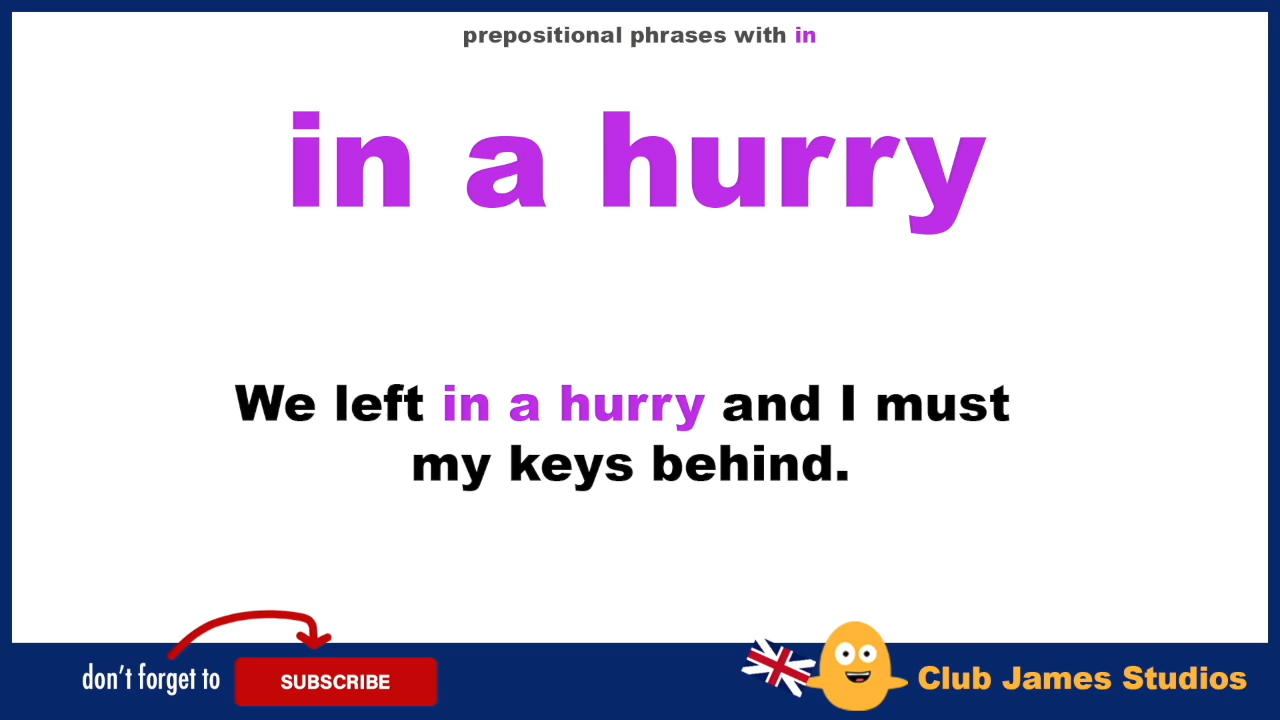 prepositional phrases with in
in a hurry
We left in a hurry and I must
my keys behind.
don't forget to
SUBSCRIBE
Club James Studios